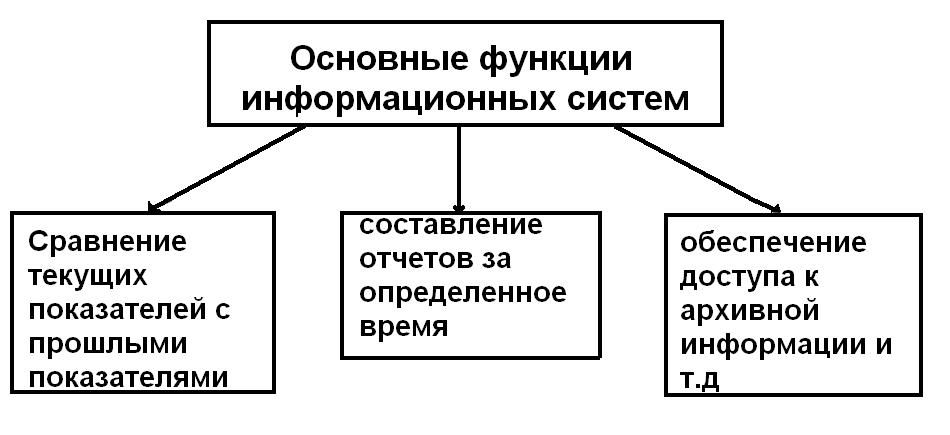 Основные функции
информационных систем
Сравнение
текущих
показателей с
прошлыми
показателями
составление
отчетов за
определенное
время
обеспечение
доступа к
архивной
информации и
т.д